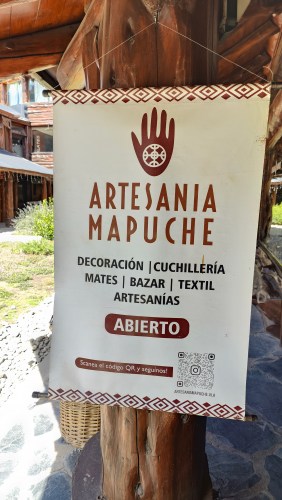 ARTESANIA
MAPUCHE
DECORACIÓN | CUCHILLERÍA
MATES | BAZAR | TEXTIL
ARTESANÍAS
ABIERTO
Scanea el código QR y seguinos!